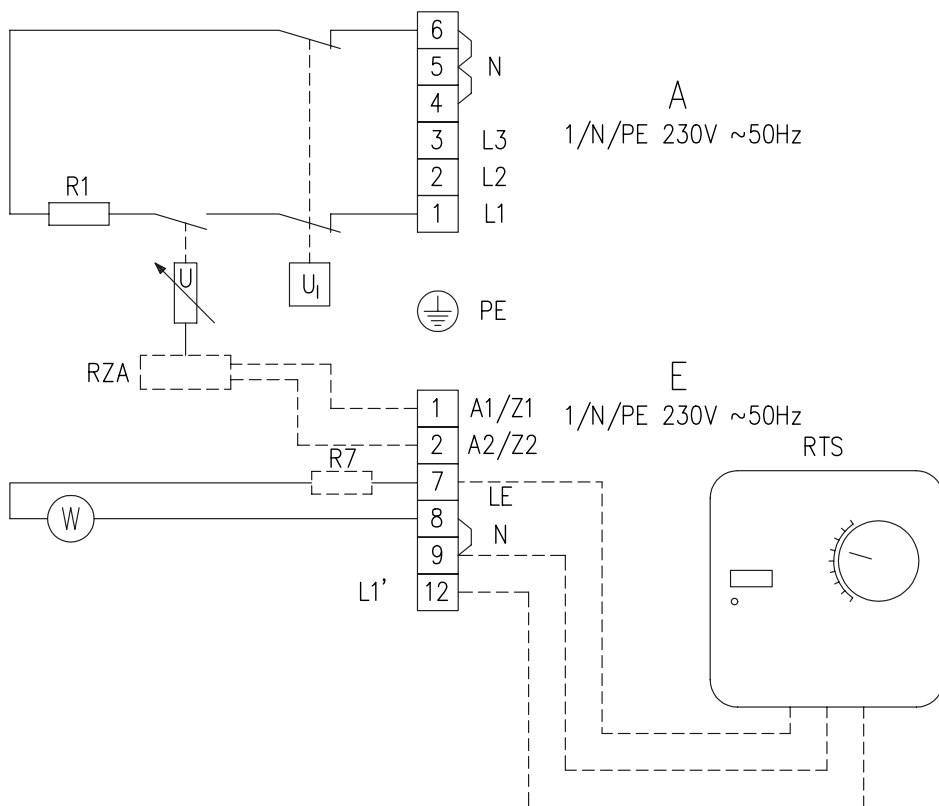 6
5 N
4
A
3 L3
1/N/PE 230V ~50Hz
2 L2
R1
1 L1
U
U1
PE
RZA
E
1 A1/Z1
1/N/PE 230V ~50Hz
2 A2/Z2
RTS
R7
7 LE
W
8
N
9
L1' 12